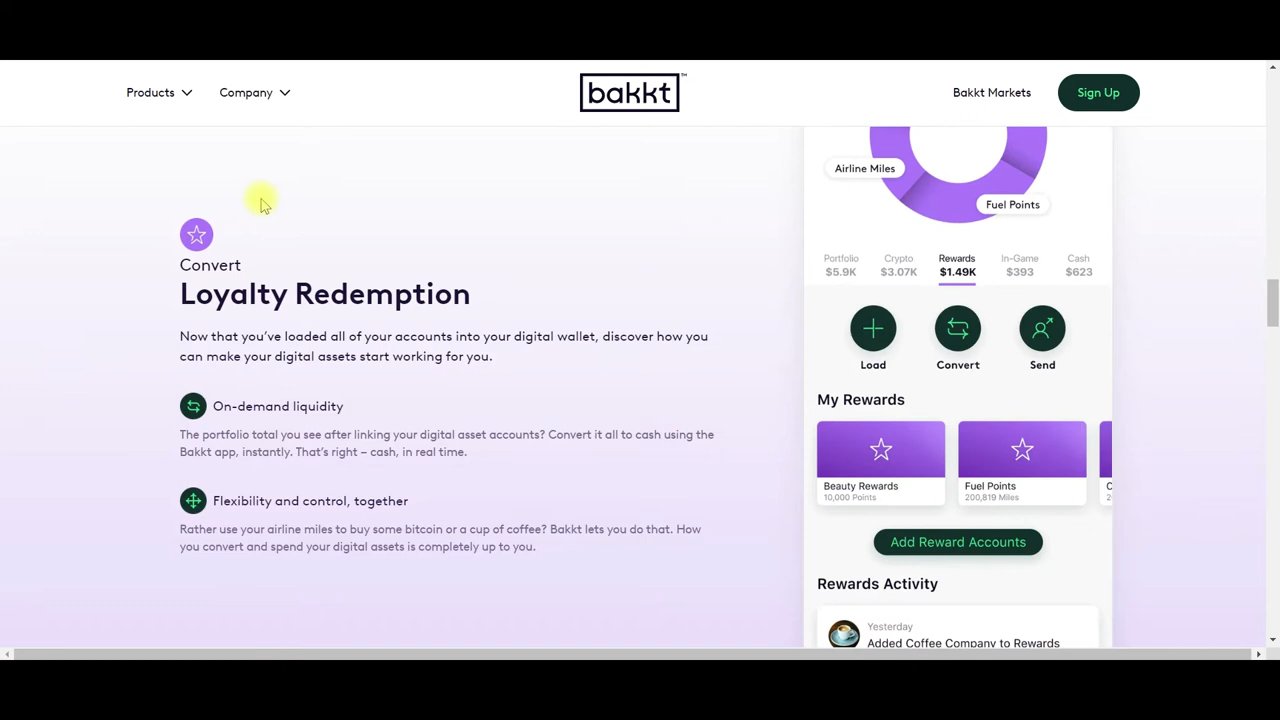 Products
Company
bakkt
Bakkt Markets
Sign Up
Convert
Loyalty Redemption
Now that you’ve loaded all of your accounts into your digital wallet, discover how you
can make your digital assets start working for you.
On-demand liquidity
The portfolio total you see after linking your digital asset accounts? Convert it all to cash using the
Bakkt app, instantly. That’s right – cash, in real time.
Flexibility and control, together
Rather use your airline miles to buy some bitcoin or a cup of coffee? Bakkt lets you do that. How
you convert and spend your digital assets is completely up to you.
Airline Miles
Fuel Points
Portfolio Crypto Rewards In-Game Cash
$5.9K $3.07K $1.49K $393 $623
Load Convert Send
My Rewards
Beauty Rewards Fuel Points
10,000 Points 200,819 Miles
Add Reward Accounts
Rewards Activity
Yesterday
Added Coffee Company to Rewards